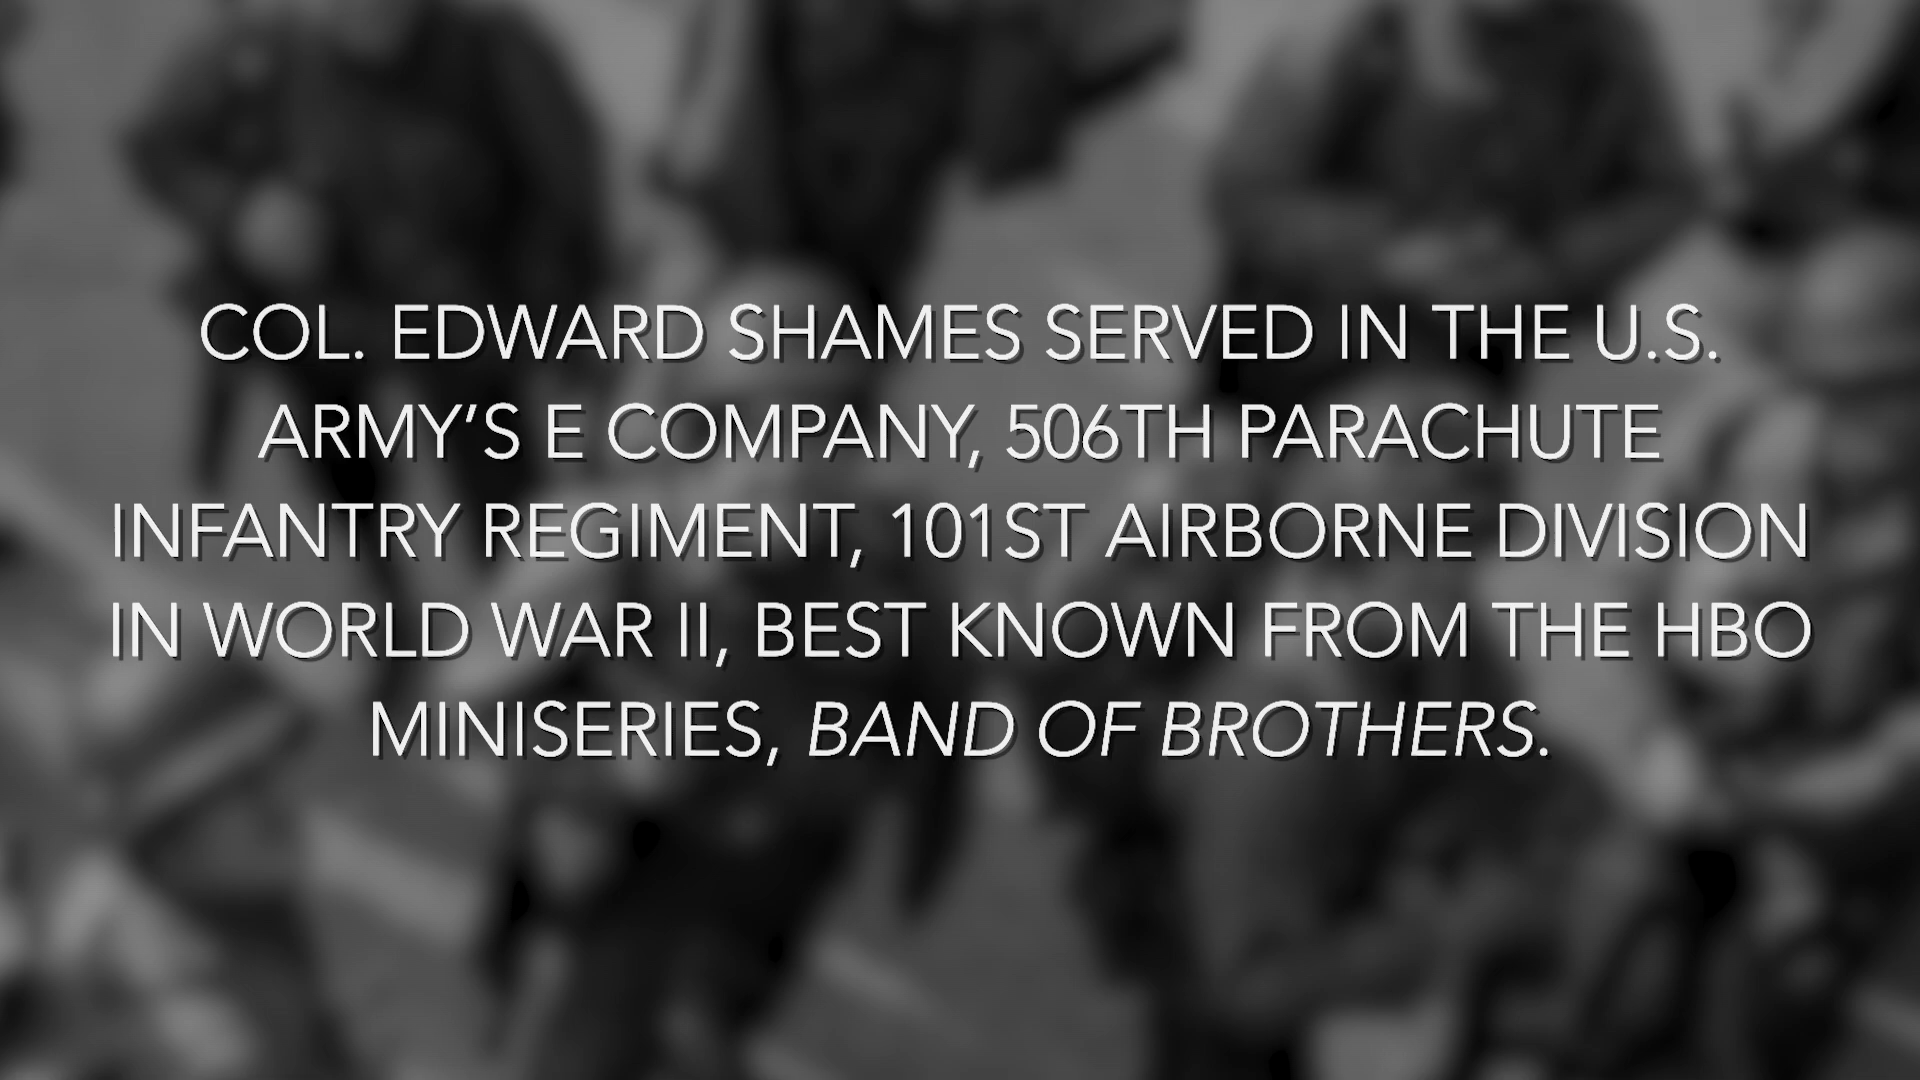 COL. EDWARD SHAMES SERVED IN THE U.S.
ARMY’S E COMPANY, 506TH PARACHUTE
INFANTRY REGIMENT, 101ST AIRBORNE DIVISION
IN WORLD WAR II, BEST KNOWN FROM THE HBO
MINISERIES, BAND OF BROTHERS.